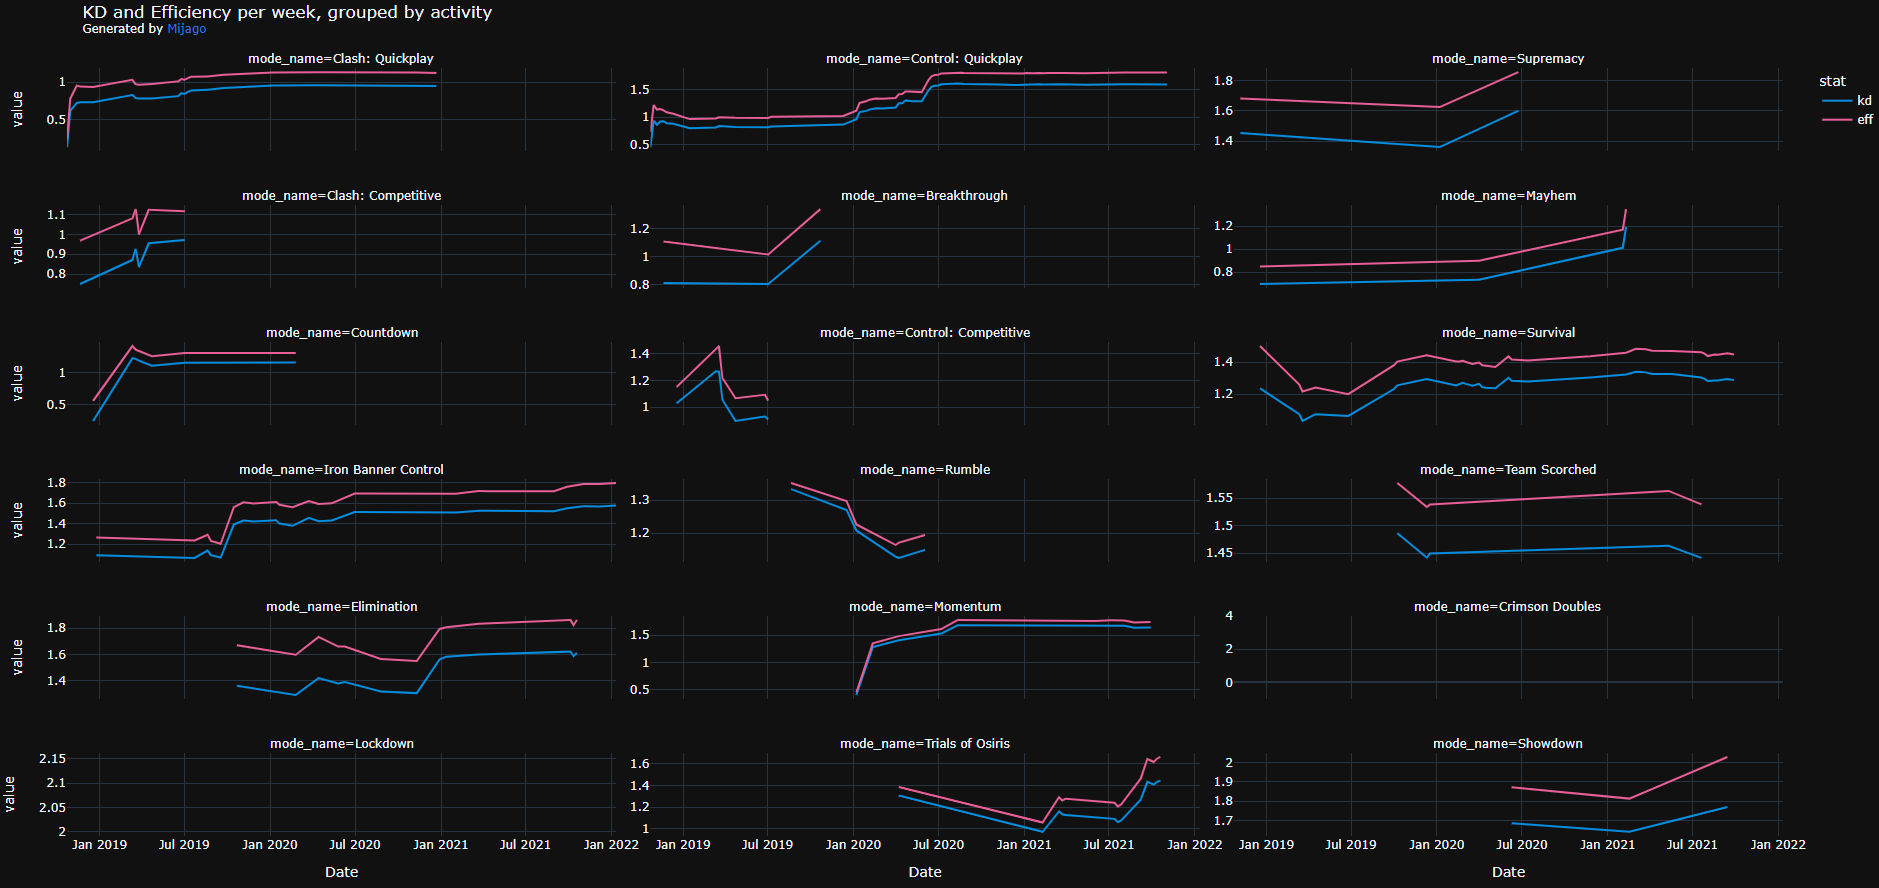 KD and Efficiency per week, grouped by activity
Generated by Mijago
mode_name=Clash: Quickplay
mode_name=Control: Quickplay
mode_name=Supremacy
value
1
0.5
1.5
1
0.5
1.8
1.6
1.4
stat
kd
eff
mode_name=Clash: Competitive
mode_name=Breakthrough
mode_name=Mayhem
value
1.1
1
0.9
0.8
1.2
1
0.8
1.2
1
0.8
mode_name=Countdown
mode_name=Control: Competitive
mode_name=Survival
value
1
0.5
1.4
1.2
1
1.4
1.2
mode_name=Iron Banner Control
mode_name=Rumble
mode_name=Team Scorched
value
1.8
1.6
1.4
1.2
1.3
1.2
1.55
1.5
1.45
mode_name=Elimination
mode_name=Momentum
mode_name=Crimson Doubles
value
1.8
1.6
1.4
1.5
1
0.5
4
2
0
mode_name=Lockdown
mode_name=Trials of Osiris
mode_name=Showdown
value
2.15
2.1
2.05
2
1.6
1.4
1.2
1
2
1.9
1.8
1.7
Jan 2019 Jul 2019 Jan 2020 Jul 2020 Jan 2021 Jul 2021 Jan 2022
Jan 2019 Jul 2019 Jan 2020 Jul 2020 Jan 2021 Jul 2021 Jan 2022
Jan 2019 Jul 2019 Jan 2020 Jul 2020 Jan 2021 Jul 2021 Jan 2022
Date
Date
Date